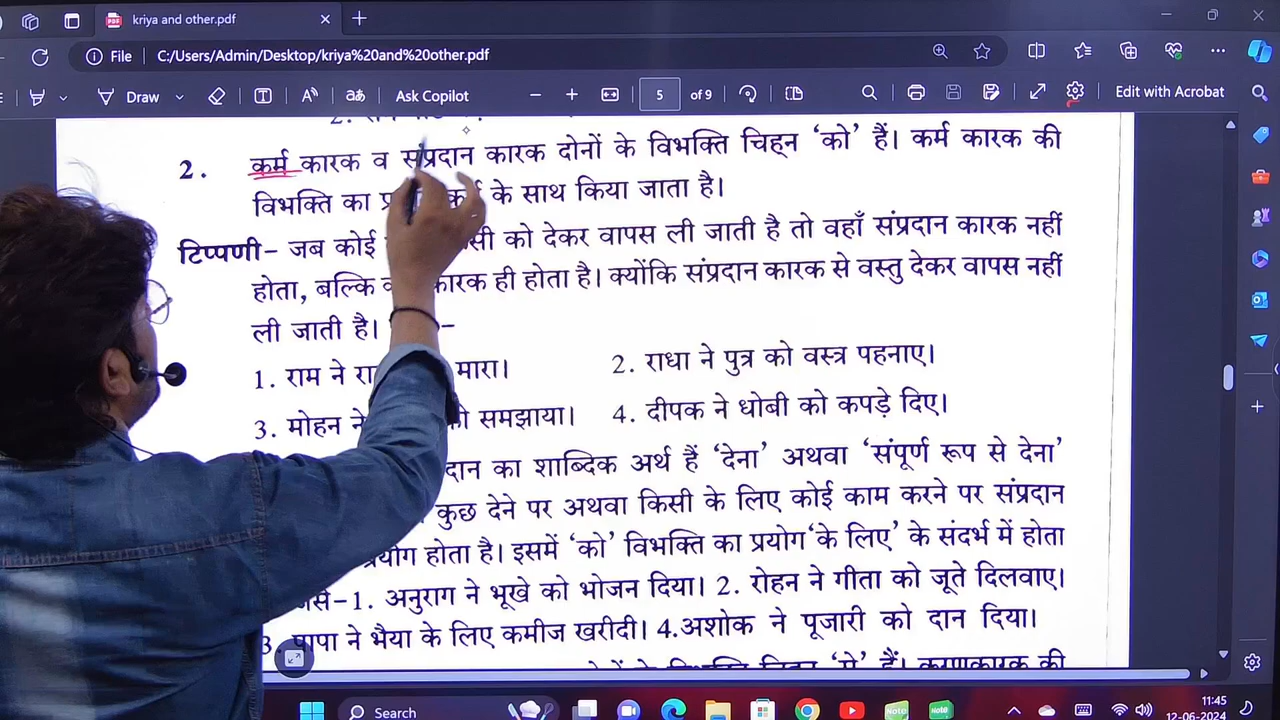 kriya and other.pdf
File C:/Users/Admin/Desktop/kriya%20and%20other.pdf
Draw aあ Ask Copilot 5 of 9 Edit with Acrobat
2. कर्म कारक व संप्रदान कारक दोनों के विभक्ति चिह्न ‘को’ हैं। कर्म कारक की
विभक्ति का के साथ किया जाता है।
टिप्पणी– जब कोई को देकर वापस ली जाती है तो वहाँ संप्रदान कारक नहीं
होता, बल्कि कारक ही होता है। क्योंकि संप्रदान कारक से वस्तु देकर वापस नहीं
ली जाती है। –
1. राम ने मारा। 2. राधा ने पुत्र को वस्त्र पहनाए।
3. मोहन ने समझाया। 4. दीपक ने धोबी को कपड़े दिए।
का शाब्दिक अर्थ हैं ‘देना’ अथवा ‘संपूर्ण रूप से देना’
कुछ देने पर अथवा किसी के लिए कोई काम करने पर संप्रदान
होता है। इसमें ‘को’ विभक्ति का प्रयोग ‘के लिए’ के संदर्भ में होता
1. अनुराग ने भूखे को भोजन दिया। 2. रोहन ने गीता को जूते दिलवाए।
3. पापा ने भैया के लिए कमीज खरीदी। 4.अशोक ने पूजारी को दान दिया।
Search
11:45
12-06-2024